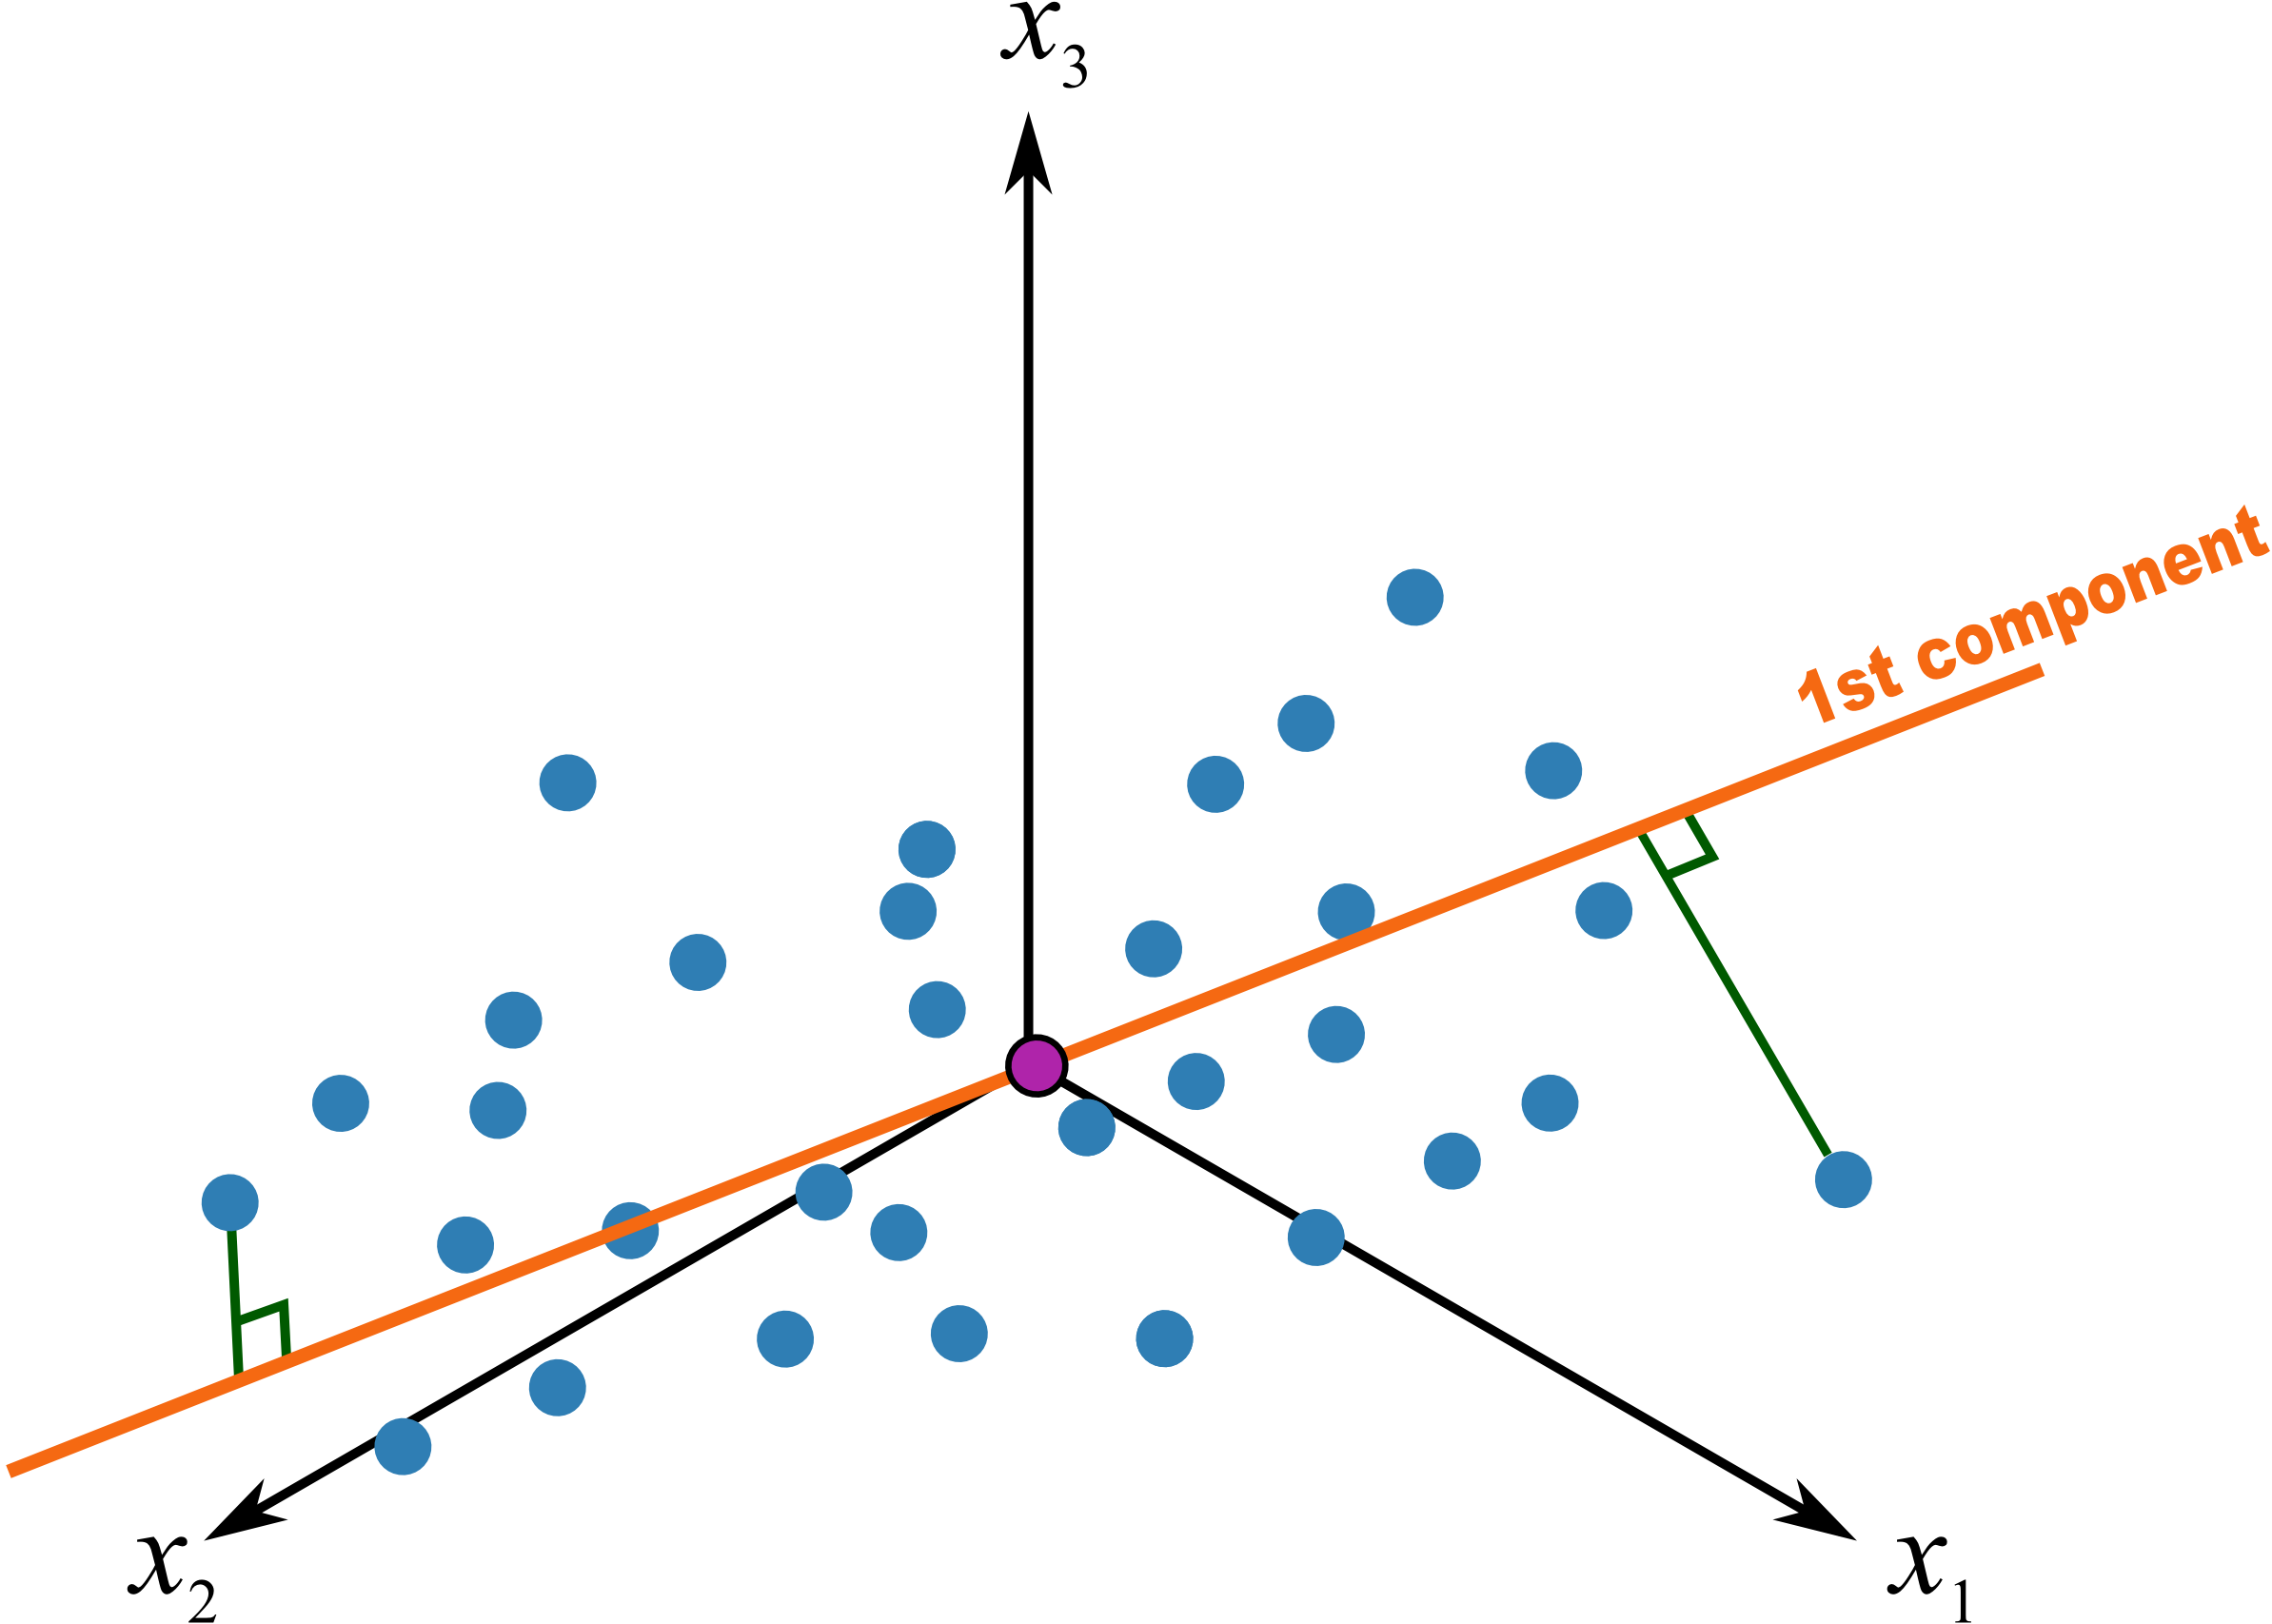 x₃
1st component
x₂
x₁